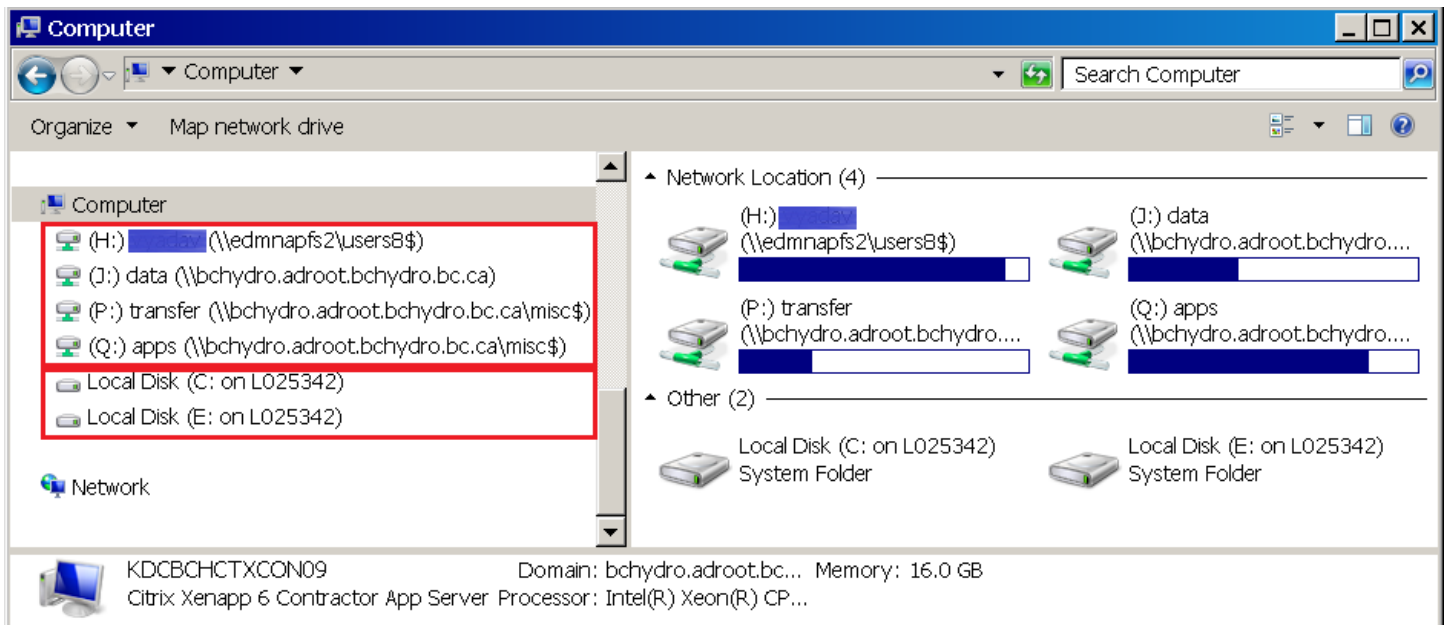 Computer
Computer
Search Computer
Organize Map network drive
Computer
(H:) (\\edmnapfs2\users8$)
(J:) data (\\bchydro.adroot.bchydro.bc.ca)
(P:) transfer (\\bchydro.adroot.bchydro.bc.ca\misc$)
(Q:) apps (\\bchydro.adroot.bchydro.bc.ca\misc$)
Local Disk (C: on L025342)
Local Disk (E: on L025342)
Network
Network Location (4)
(H:)
(\\edmnapfs2\users8$)
(J:) data
(\\bchydro.adroot.bchydro....
(P:) transfer
(\\bchydro.adroot.bchydro....
(Q:) apps
(\\bchydro.adroot.bchydro....
Other (2)
Local Disk (C: on L025342)
System Folder
Local Disk (E: on L025342)
System Folder
KDCBCHCTXCON09 Domain: bchydro.adroot.bc... Memory: 16.0 GB
Citrix Xenapp 6 Contractor App Server Processor: Intel(R) Xeon(R) CP...